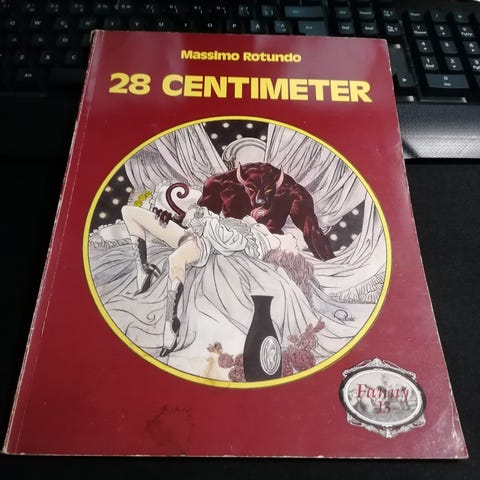 Massimo Rotundo
28 CENTIMETER
Fanny
13